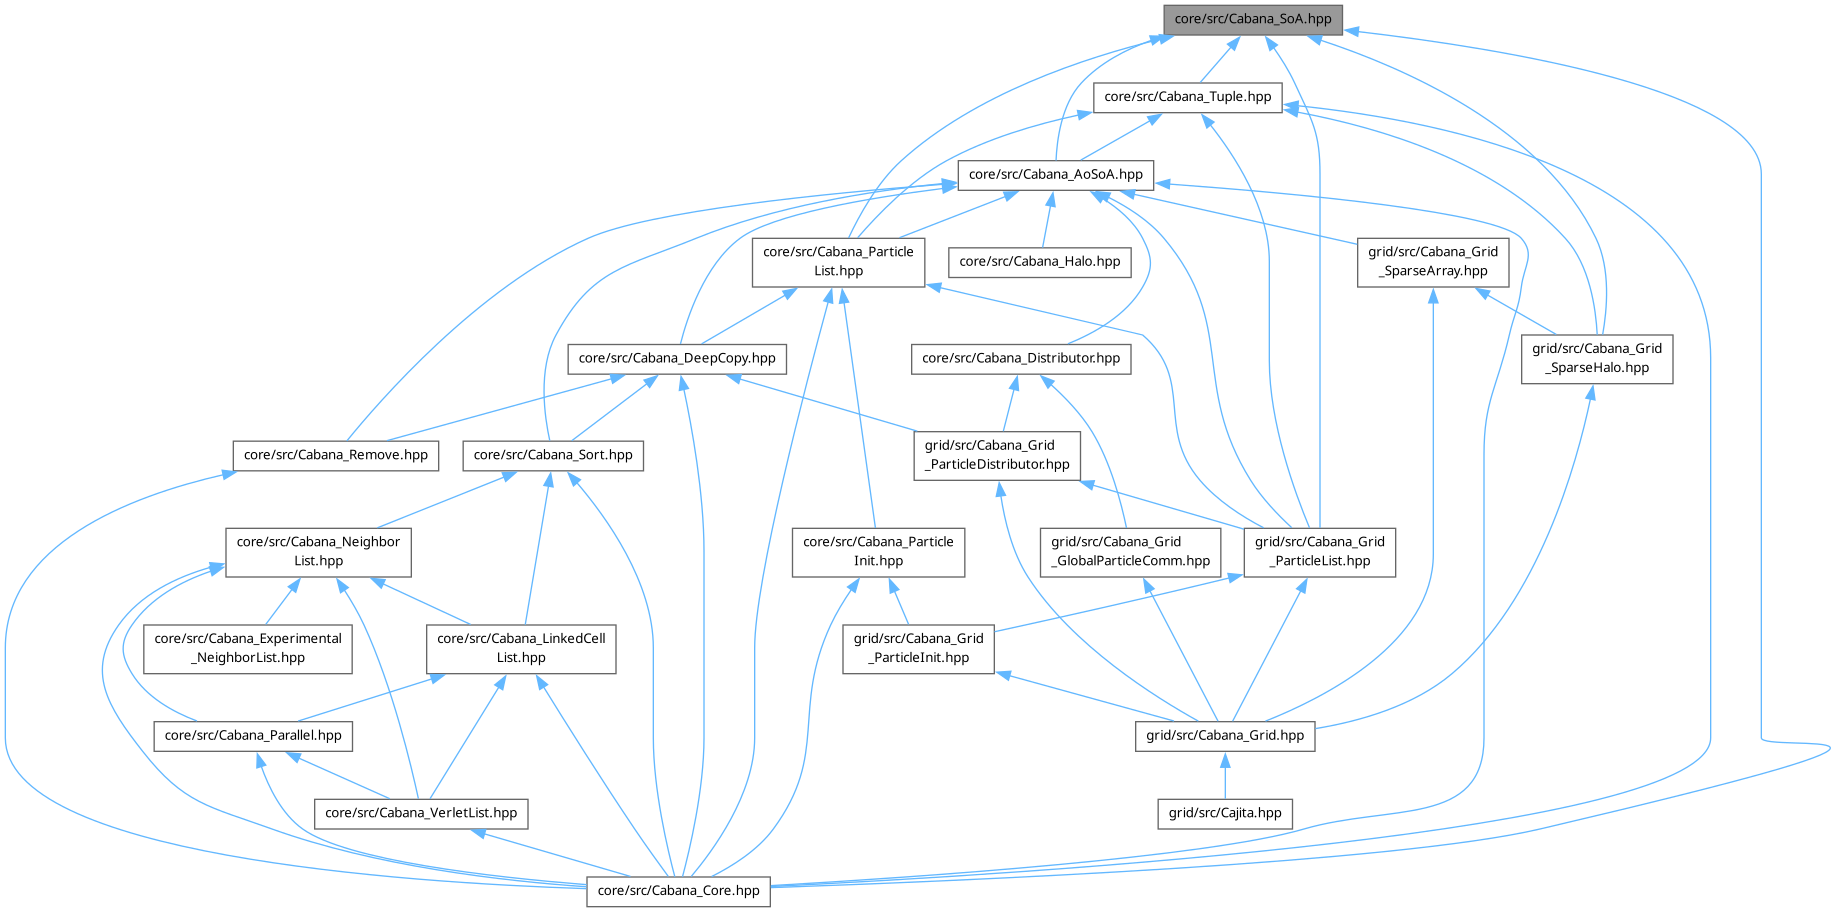 core/src/Cabana_SoA.hpp
core/src/Cabana_Tuple.hpp
core/src/Cabana_AoSoA.hpp
core/src/Cabana_Particle
List.hpp
core/src/Cabana_Halo.hpp
grid/src/Cabana_Grid
_SparseArray.hpp
core/src/Cabana_DeepCopy.hpp
core/src/Cabana_Distributor.hpp
grid/src/Cabana_Grid
_SparseHalo.hpp
core/src/Cabana_Remove.hpp
core/src/Cabana_Sort.hpp
grid/src/Cabana_Grid
_ParticleDistributor.hpp
core/src/Cabana_Neighbor
List.hpp
core/src/Cabana_Particle
Init.hpp
grid/src/Cabana_Grid
_GlobalParticleComm.hpp
grid/src/Cabana_Grid
_ParticleList.hpp
core/src/Cabana_Experimental
_NeighborList.hpp
core/src/Cabana_LinkedCell
List.hpp
grid/src/Cabana_Grid
_ParticleInit.hpp
core/src/Cabana_Parallel.hpp
grid/src/Cabana_Grid.hpp
core/src/Cabana_VerletList.hpp
grid/src/Cajita.hpp
core/src/Cabana_Core.hpp